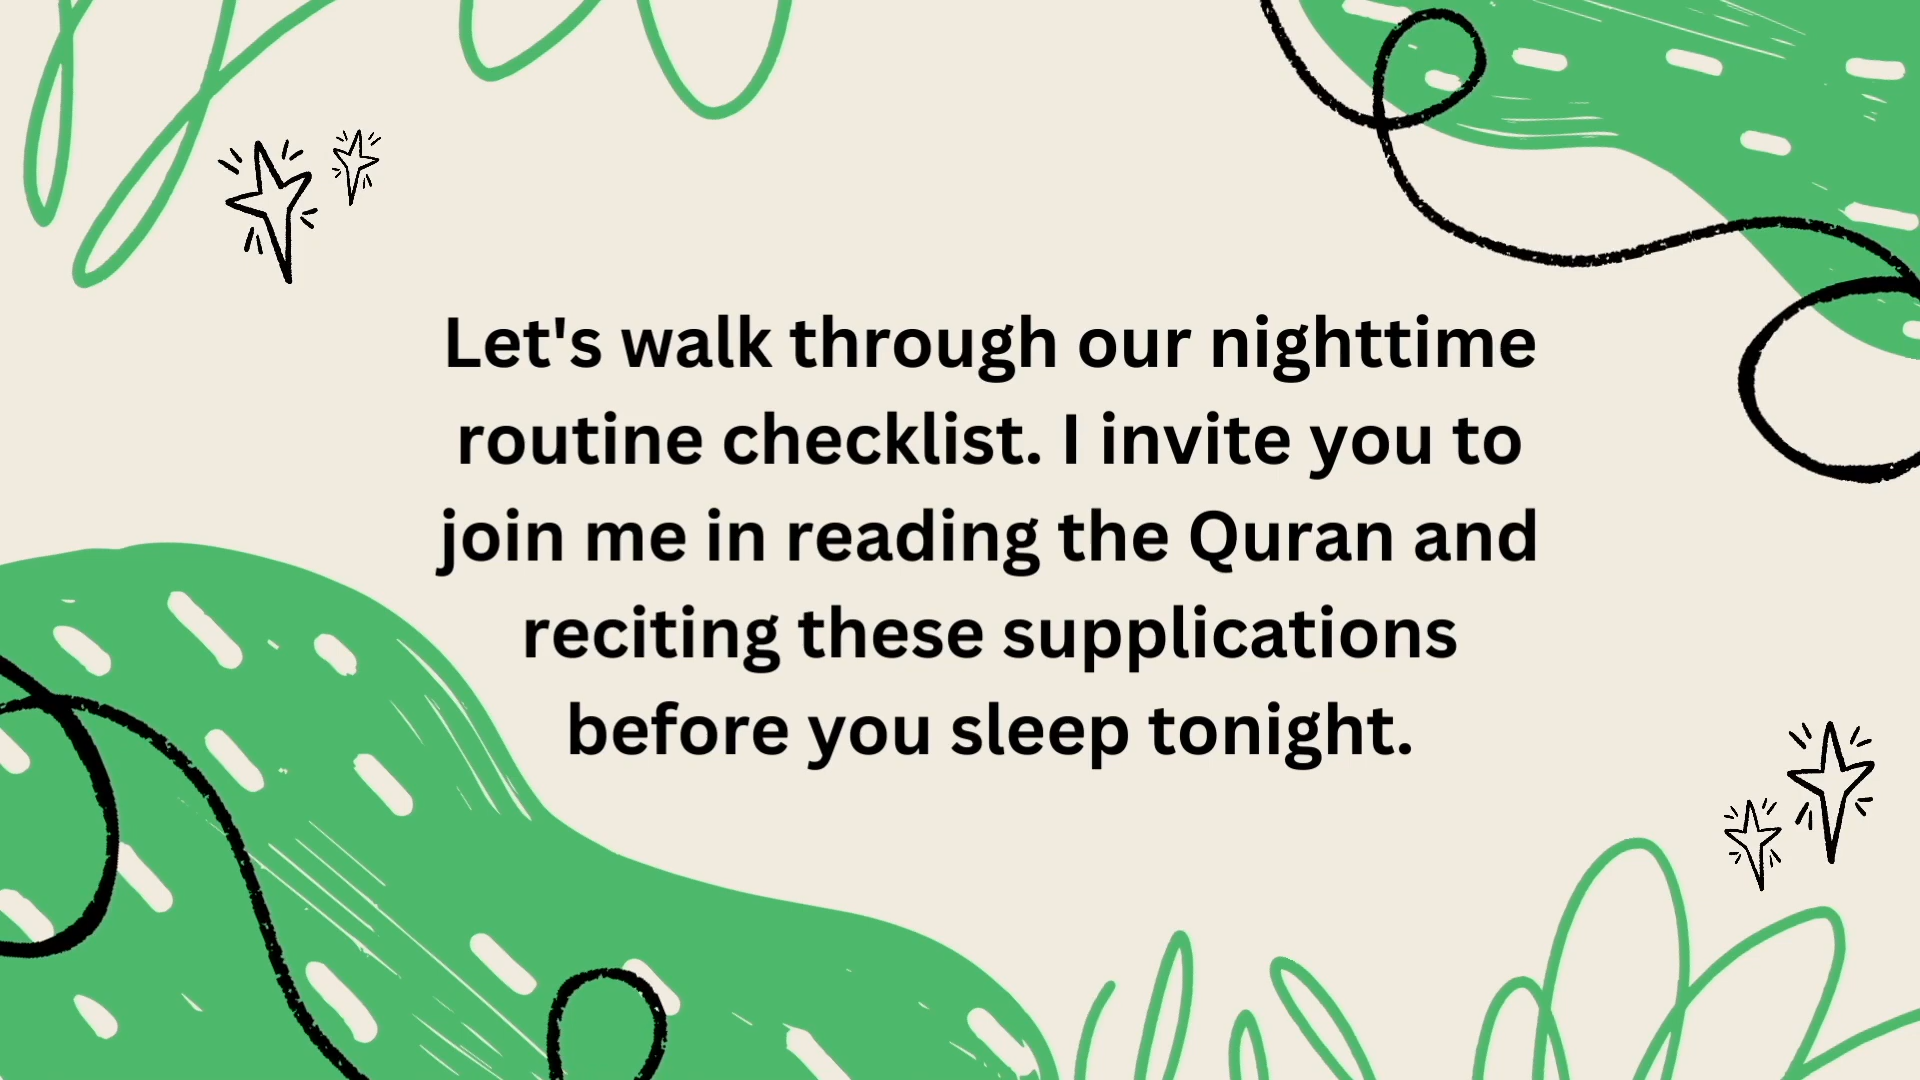 Let's walk through our nighttime
routine checklist. I invite you to
join me in reading the Quran and
reciting these supplications
before you sleep tonight.